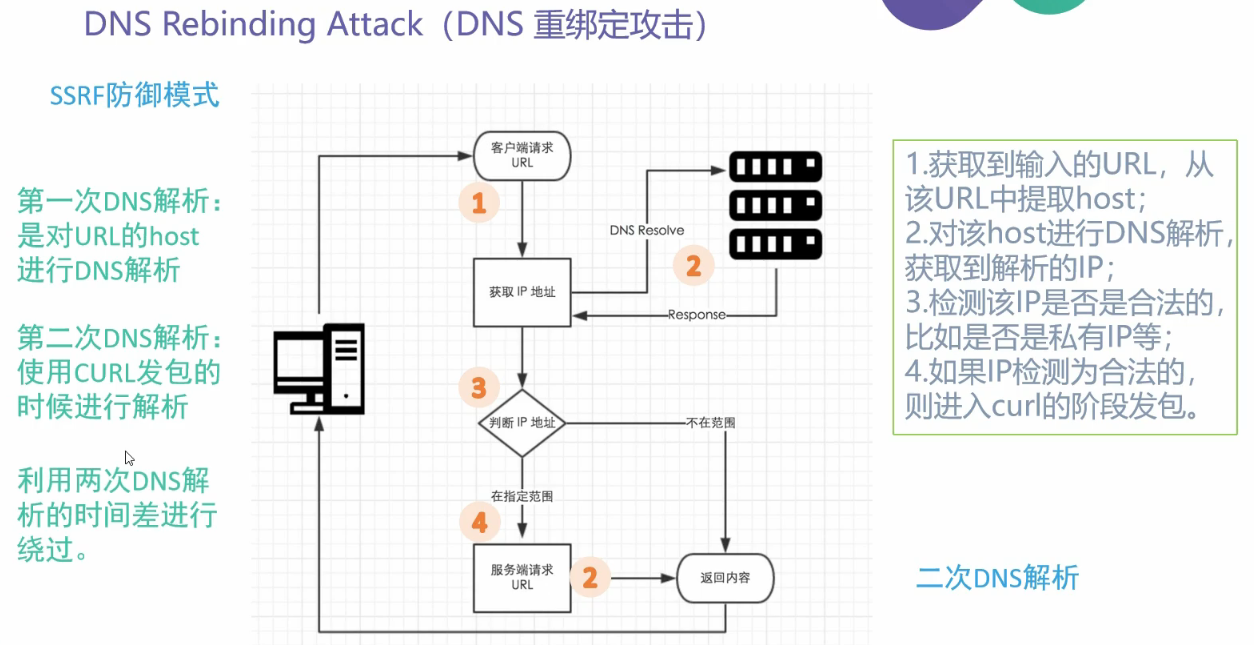 DNS Rebinding Attack（DNS 重绑定攻击）
SSRF防御模式
第一次DNS解析：
是对URL的host
进行DNS解析
第二次DNS解析：
使用CURL发包的
时候进行解析
利用两次DNS解
析的时间差进行
绕过。
客户端请求
URL
1
DNS Resolve
2
获取 IP 地址
Response
3
判断 IP 地址
不在范围
在指定范围
4
服务端请求
URL
2
返回内容
1.获取到输入的URL，从
该URL中提取host；
2.对该host进行DNS解析，
获取到解析的IP；
3.检测该IP是否是合法的，
比如是否是私有IP等；
4.如果IP检测为合法的，
则进入curl的阶段发包。
二次DNS解析